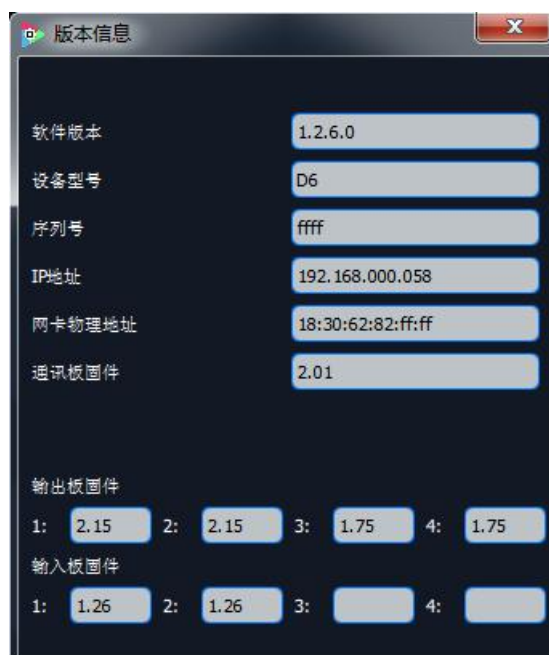 版本信息
软件版本 1.2.6.0
设备型号 D6
序列号 ffff
IP地址 192.168.000.058
网卡物理地址 18:30:62:82:ff:ff
通讯板固件 2.01
输出板固件
1: 2.15 2: 2.15 3: 1.75 4: 1.75
输入板固件
1: 1.26 2: 1.26 3: 4: